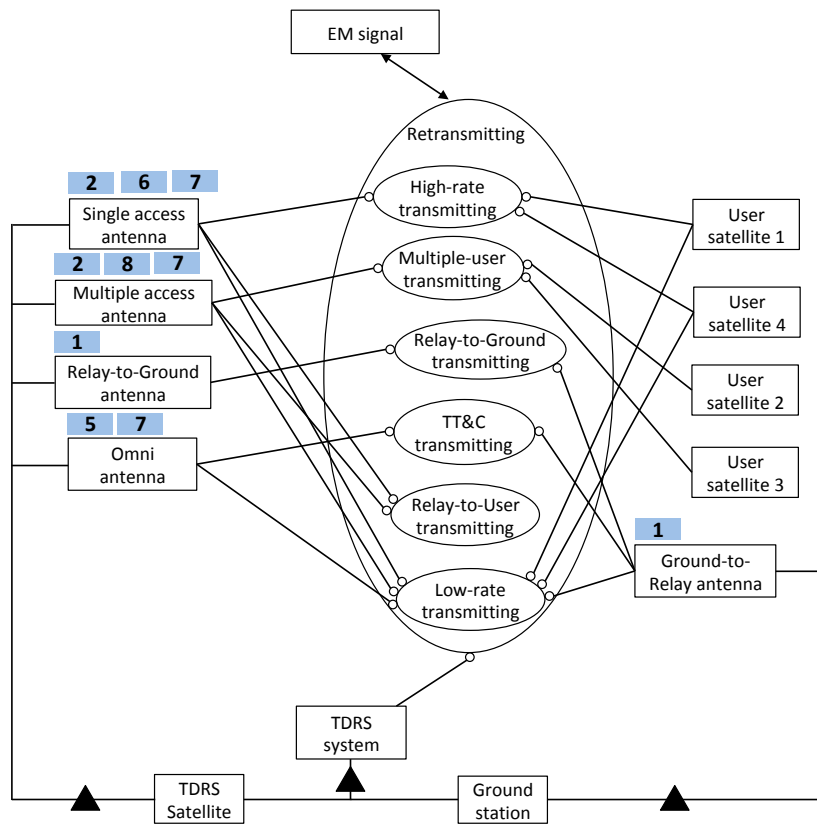 EM signal
Retransmitting
2 6 7
Single access
antenna
High-rate
transmitting
User
satellite 1
2 8 7
Multiple access
antenna
Multiple-user
transmitting
User
satellite 4
1
Relay-to-Ground
antenna
Relay-to-Ground
transmitting
User
satellite 2
5 7
Omni
antenna
TT&C
transmitting
User
satellite 3
Relay-to-User
transmitting
1
Ground-to-
Relay antenna
Low-rate
transmitting
TDRS
system
TDRS
Satellite
Ground
station